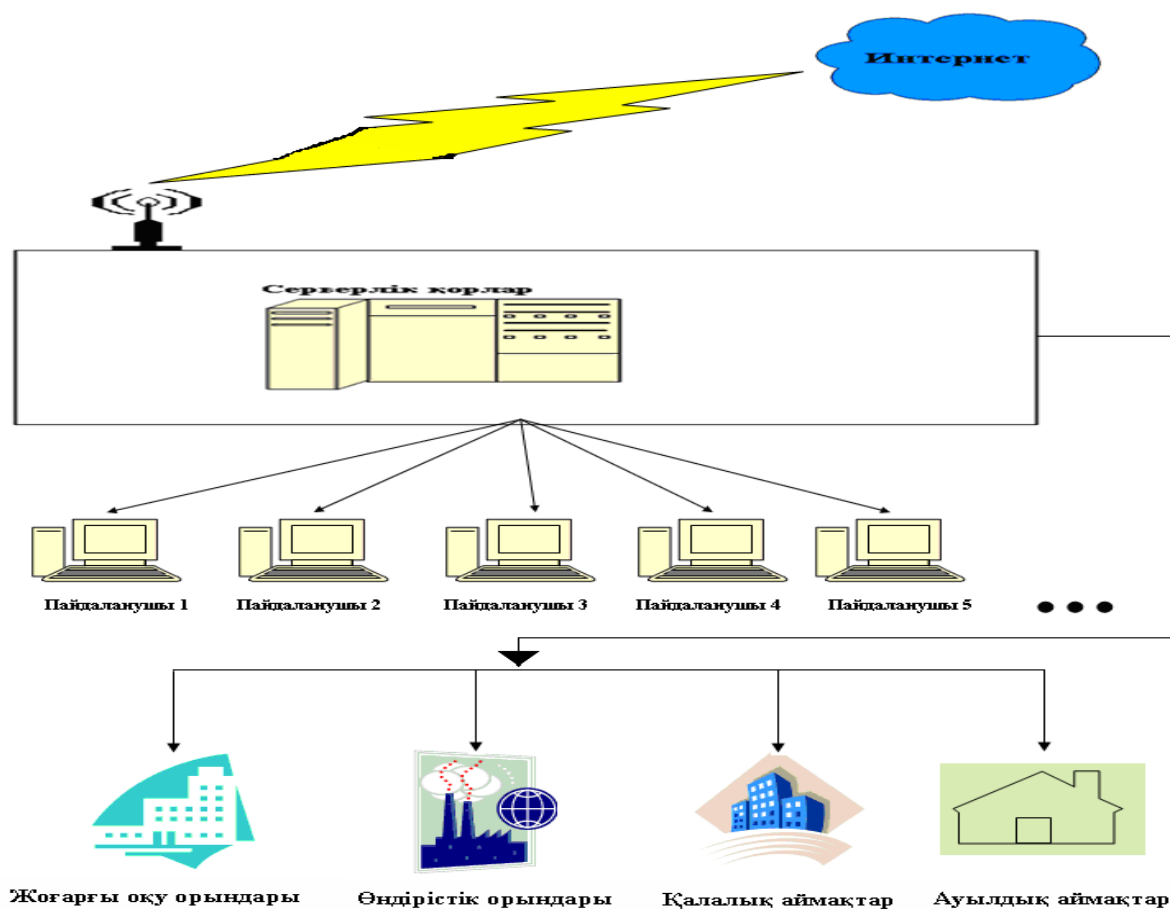 Интернет
Серверлік қорлар
Пайдаланушы 1
Пайдаланушы 2
Пайдаланушы 3
Пайдаланушы 4
Пайдаланушы 5
Жоғарғы оқу орындары
Өндірістік орындары
Қалалық аймақтар
Ауылдық аймақтар